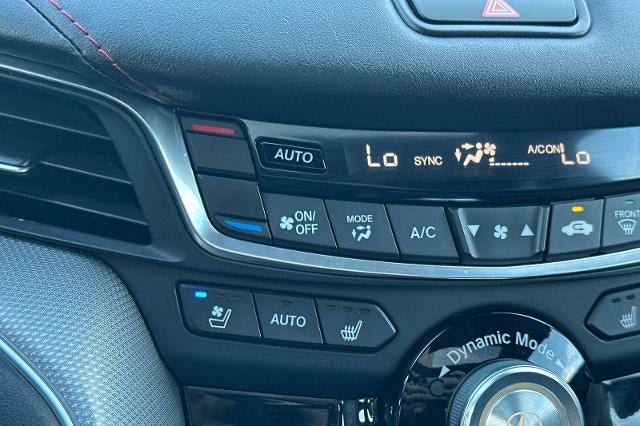 AUTO
Lo SYNC A/CON Lo
ON/OFF
MODE
A/C
FRONT
AUTO
Dynamic Mode